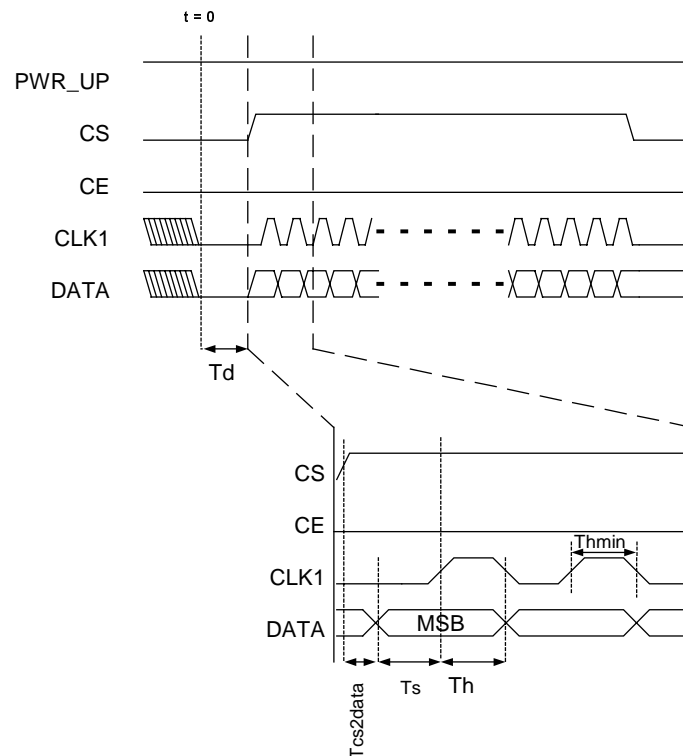 t = 0
PWR_UP
CS
CE
CLK1
DATA
Td
CS
CE
Thmin
CLK1
DATA
MSB
Tcs2data
Ts
Th